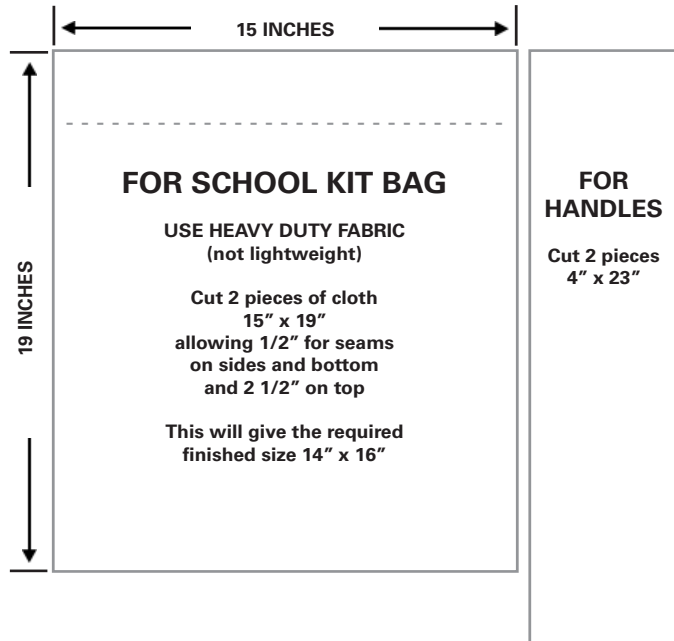 15 INCHES
19 INCHES
FOR SCHOOL KIT BAG
USE HEAVY DUTY FABRIC
(not lightweight)
Cut 2 pieces of cloth
15” x 19”
allowing 1/2” for seams
on sides and bottom
and 2 1/2” on top
This will give the required
finished size 14” x 16”
FOR
HANDLES
Cut 2 pieces
4” x 23”